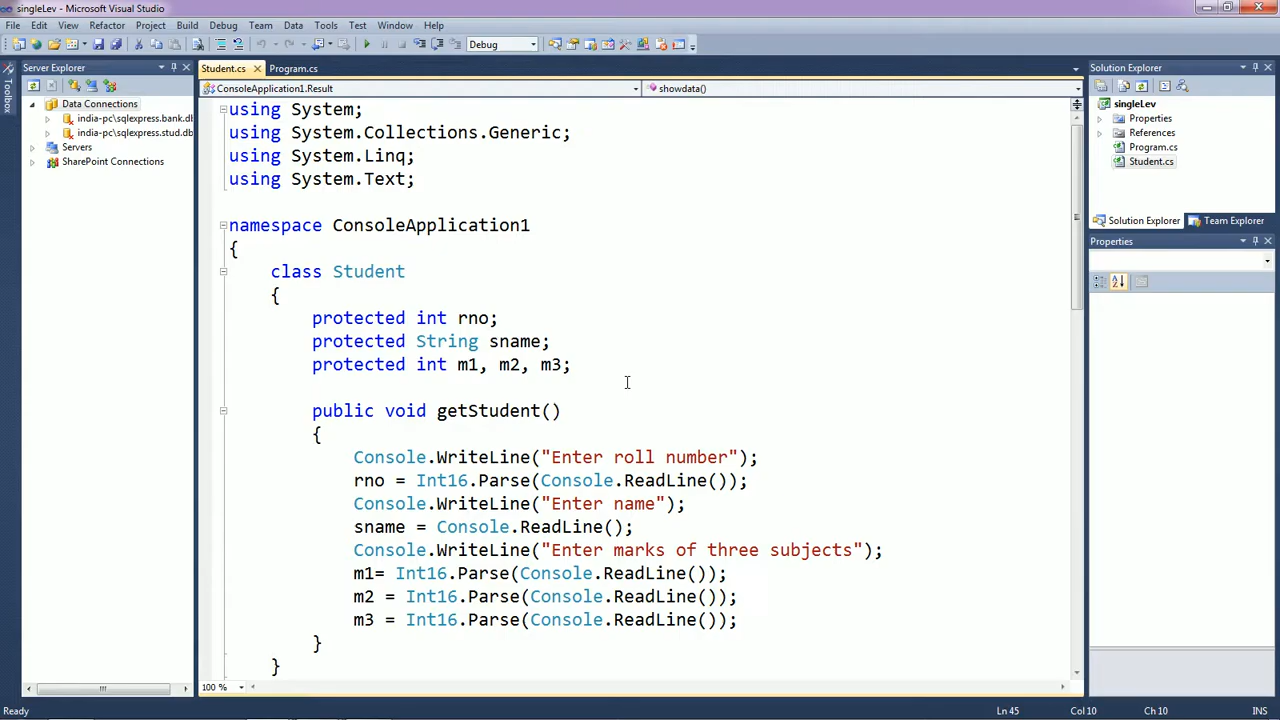 singleLev - Microsoft Visual Studio
File Edit View Refactor Project Build Debug Team Data Tools Test Window Help
Debug
Toolbox
Server Explorer
Data Connections
india-pc\sqlexpress.bank.db
india-pc\sqlexpress.stud.db
Servers
SharePoint Connections
Student.cs Program.cs
ConsoleApplication1.Result showdata()
using System;
using System.Collections.Generic;
using System.Linq;
using System.Text;
namespace ConsoleApplication1
{
class Student
{
protected int rno;
protected String sname;
protected int m1, m2, m3;
public void getStudent()
{
Console.WriteLine("Enter roll number");
rno = Int16.Parse(Console.ReadLine());
Console.WriteLine("Enter name");
sname = Console.ReadLine();
Console.WriteLine("Enter marks of three subjects");
m1= Int16.Parse(Console.ReadLine());
m2 = Int16.Parse(Console.ReadLine());
m3 = Int16.Parse(Console.ReadLine());
}
}
100 %
Solution Explorer
singleLev
Properties
References
Program.cs
Student.cs
Solution Explorer Team Explorer
Properties
Ready Ln 45 Col 10 Ch 10 INS